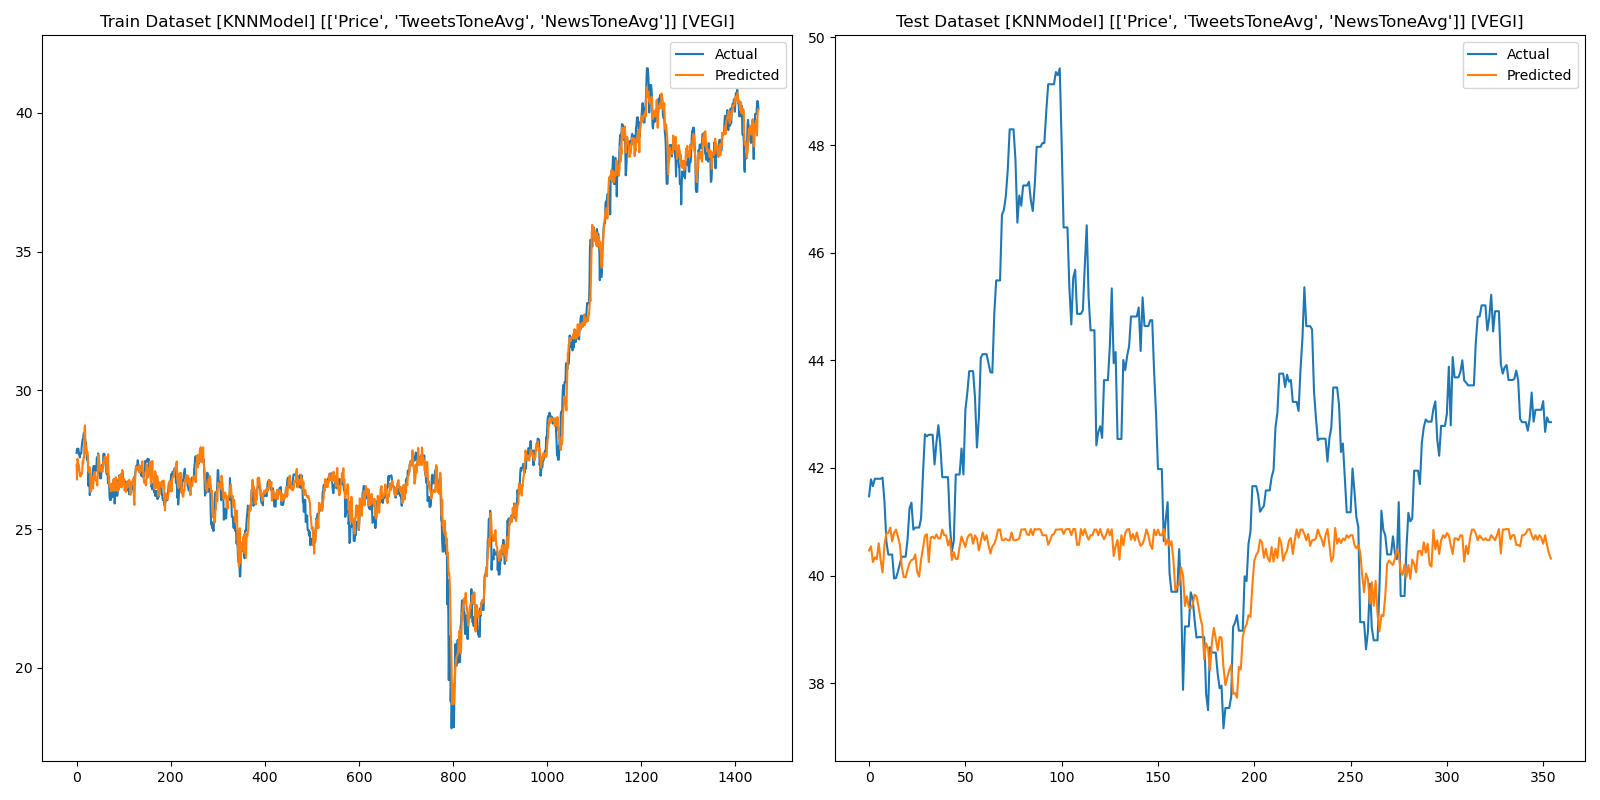 Train Dataset [KNNModel] [['Price', 'TweetsToneAvg', 'NewsToneAvg']] [VEGI]
Actual
Predicted
40
35
30
25
20
0 200 400 600 800 1000 1200 1400
Test Dataset [KNNModel] [['Price', 'TweetsToneAvg', 'NewsToneAvg']] [VEGI]
Actual
Predicted
50
48
46
44
42
40
38
0 50 100 150 200 250 300 350